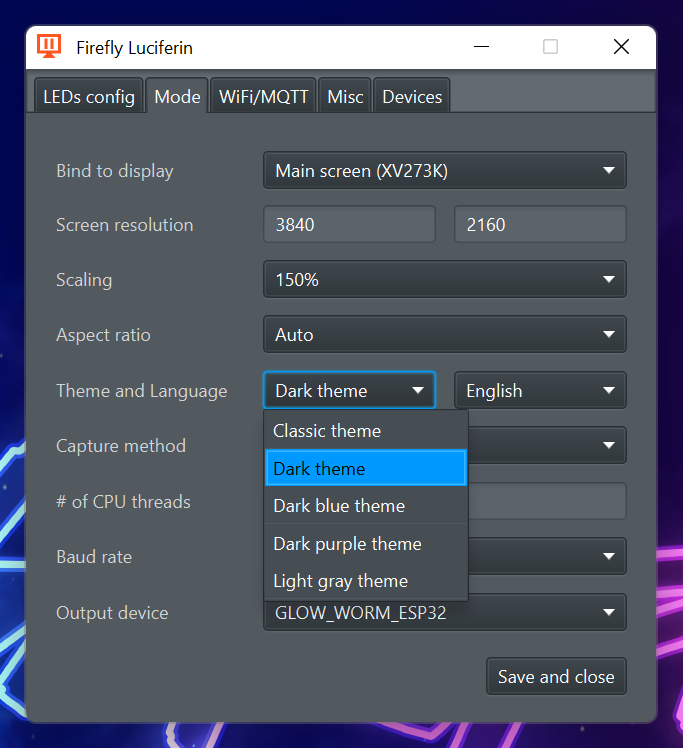 Firefly Luciferin
LEDs config Mode WiFi/MQTT Misc Devices
Bind to display Main screen (XV273K)
Screen resolution 3840 2160
Scaling 150%
Aspect ratio Auto
Theme and Language Dark theme English
Classic theme
Capture method
Dark theme
# of CPU threads
Dark blue theme
Dark purple theme
Baud rate
Light gray theme
Output device GLOW_WORM_ESP32
Save and close